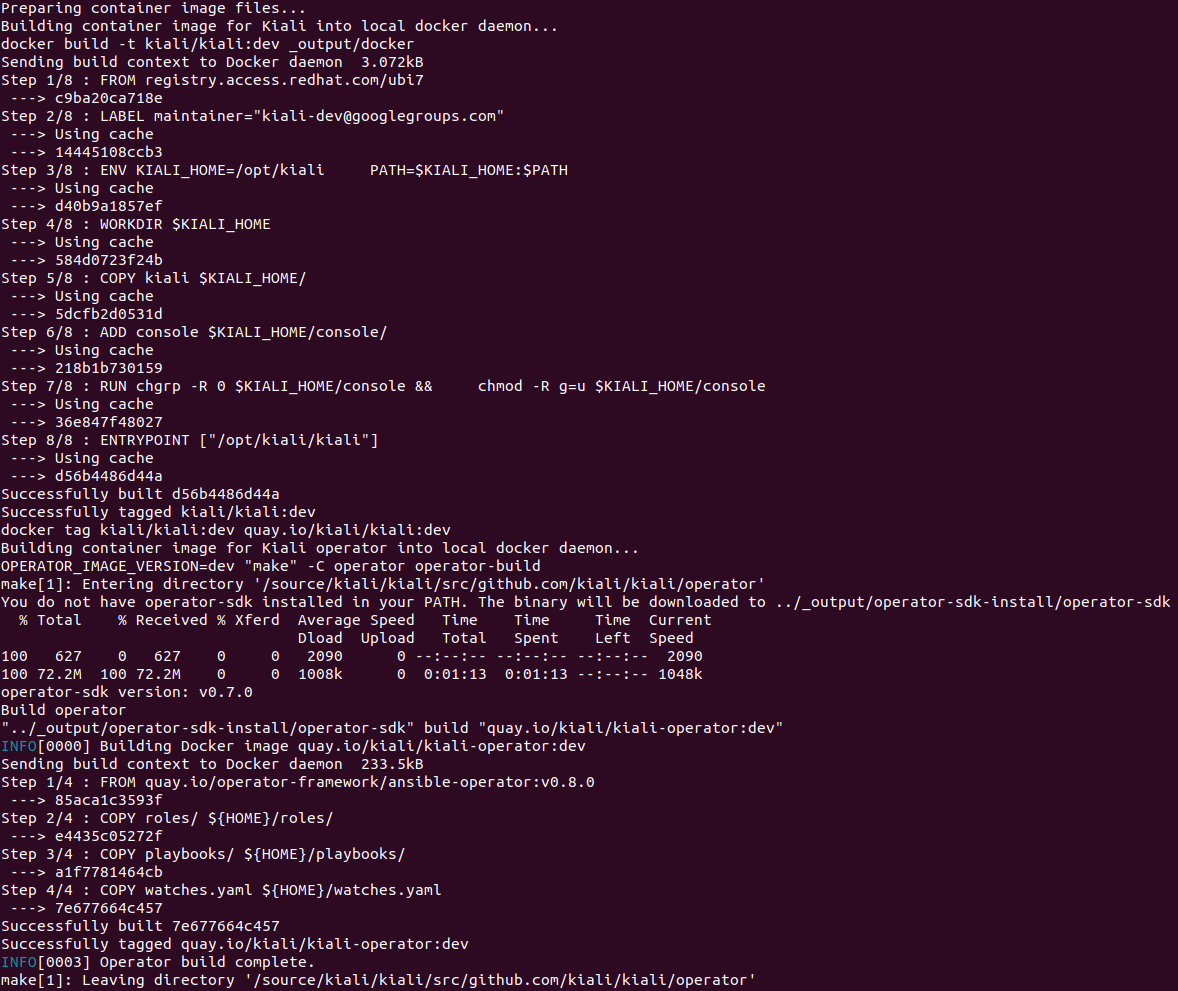 Preparing container image files...
Building container image for Kiali into local docker daemon...
docker build -t kiali/kiali:dev _output/docker
Sending build context to Docker daemon  3.072kB
Step 1/8 : FROM registry.access.redhat.com/ubi7
 ---> c9ba20ca718e
Step 2/8 : LABEL maintainer="kiali-dev@googlegroups.com"
 ---> Using cache
 ---> 14445108ccb3
Step 3/8 : ENV KIALI_HOME=/opt/kiali     PATH=$KIALI_HOME:$PATH
 ---> Using cache
 ---> d40b9a1857ef
Step 4/8 : WORKDIR $KIALI_HOME
 ---> Using cache
 ---> 584d0723f24b
Step 5/8 : COPY kiali $KIALI_HOME/
 ---> Using cache
 ---> 5dcfb2d0531d
Step 6/8 : ADD console $KIALI_HOME/console/
 ---> Using cache
 ---> 218b1b730159
Step 7/8 : RUN chgrp -R 0 $KIALI_HOME/console &&     chmod -R g=u $KIALI_HOME/console
 ---> Using cache
 ---> 36e847f48027
Step 8/8 : ENTRYPOINT ["/opt/kiali/kiali"]
 ---> Using cache
 ---> d56b4486d44a
Successfully built d56b4486d44a
Successfully tagged kiali/kiali:dev
docker tag kiali/kiali:dev quay.io/kiali/kiali:dev
Building container image for Kiali operator into local docker daemon...
OPERATOR_IMAGE_VERSION=dev "make" -C operator operator-build
make[1]: Entering directory '/source/kiali/kiali/src/github.com/kiali/kiali/operator'
You do not have operator-sdk installed in your PATH. The binary will be downloaded to ../_output/operator-sdk-install/operator-sdk
  % Total    % Received % Xferd  Average Speed   Time    Time     Time  Current
                                 Dload  Upload   Total   Spent    Left  Speed
100   627    0   627    0     0   2090      0 --:--:-- --:--:-- --:--:--  2090
100 72.2M  100 72.2M    0     0  1008k      0  0:01:13  0:01:13 --:--:-- 1048k
operator-sdk version: v0.7.0
Build operator
"../_output/operator-sdk-install/operator-sdk" build "quay.io/kiali/kiali-operator:dev"
INFO[0000] Building Docker image quay.io/kiali/kiali-operator:dev
Sending build context to Docker daemon  233.5kB
Step 1/4 : FROM quay.io/operator-framework/ansible-operator:v0.8.0
 ---> 85aca1c3593f
Step 2/4 : COPY roles/ ${HOME}/roles/
 ---> e4435c05272f
Step 3/4 : COPY playbooks/ ${HOME}/playbooks/
 ---> a1f7781464cb
Step 4/4 : COPY watches.yaml ${HOME}/watches.yaml
 ---> 7e677664c457
Successfully built 7e677664c457
Successfully tagged quay.io/kiali/kiali-operator:dev
INFO[0003] Operator build complete.
make[1]: Leaving directory '/source/kiali/kiali/src/github.com/kiali/kiali/operator'